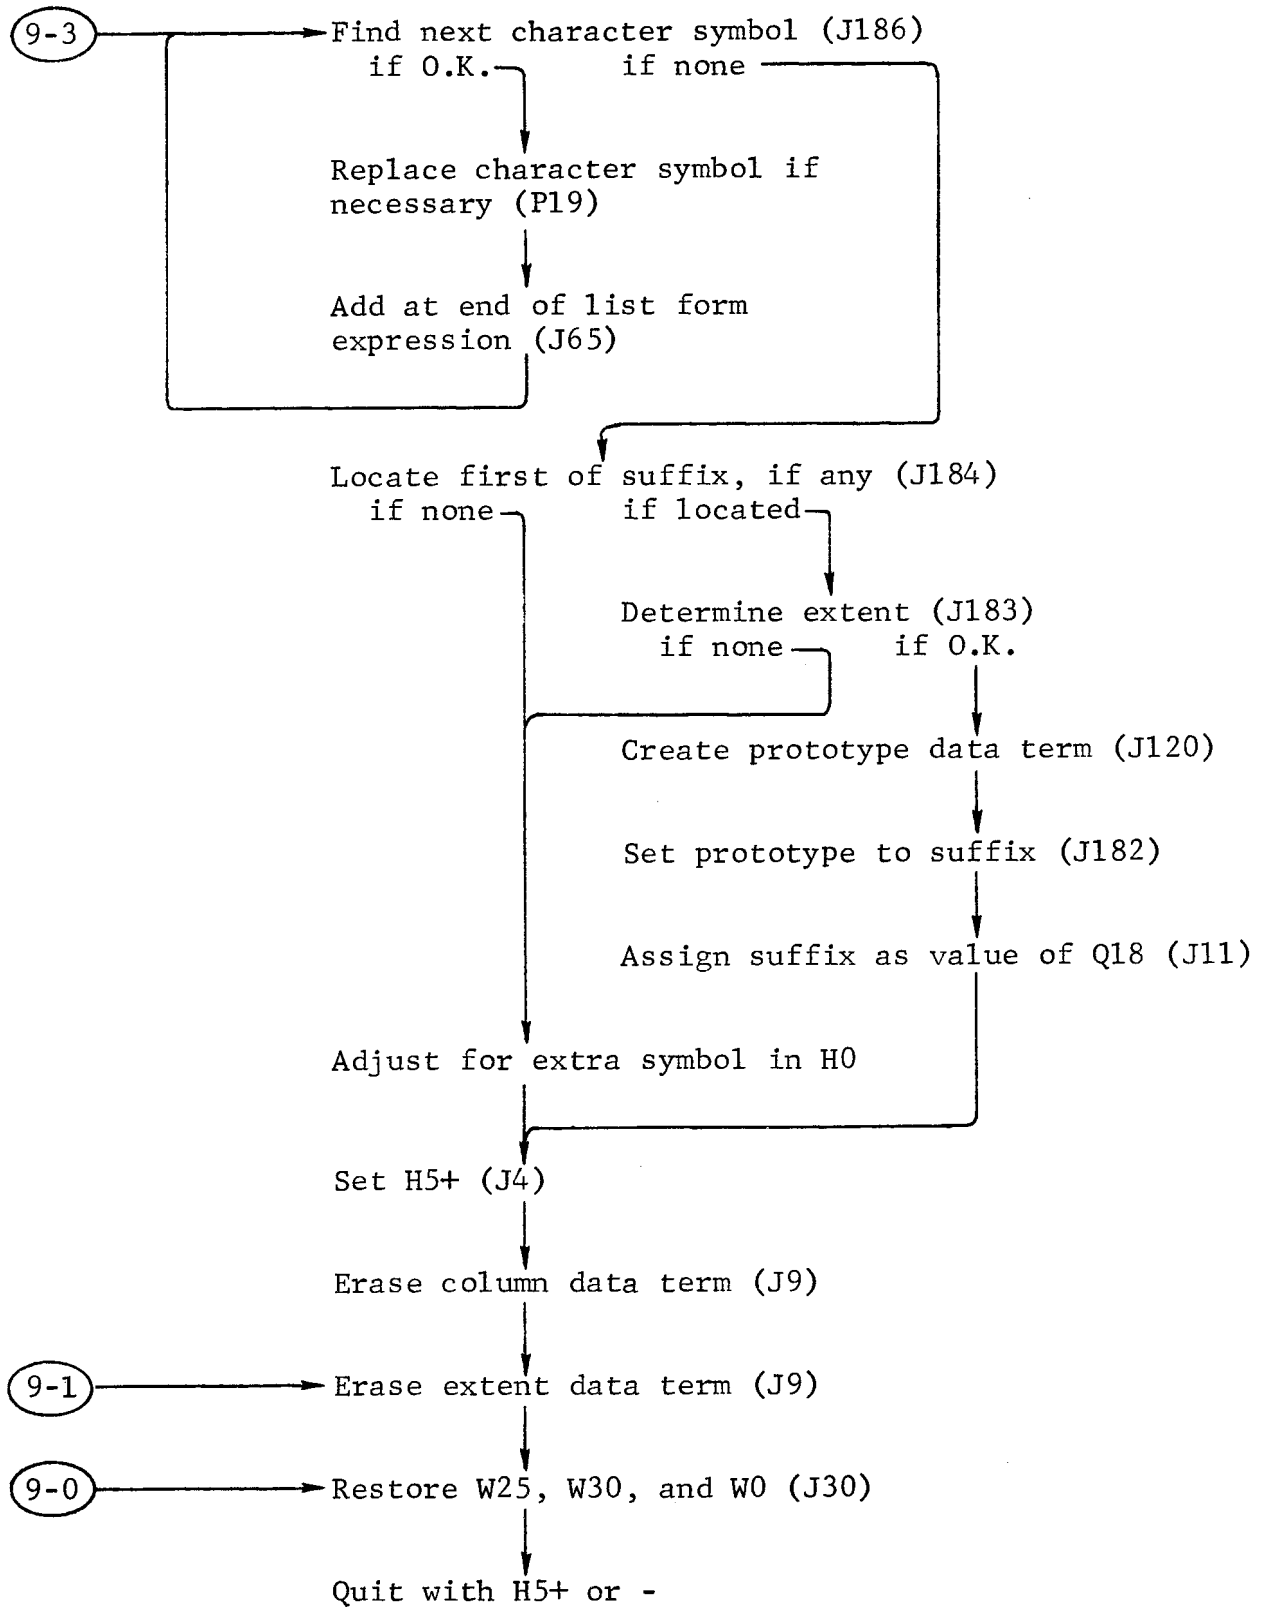 9-3
Find next character symbol (J186)
if O.K. if none
Replace character symbol if
necessary (P19)
Add at end of list form
expression (J65)
Locate first of suffix, if any (J184)
if none if located
Determine extent (J183)
if none if O.K.
Create prototype data term (J120)
Set prototype to suffix (J182)
Assign suffix as value of Q18 (J11)
Adjust for extra symbol in H0
Set H5+ (J4)
Erase column data term (J9)
9-1 Erase extent data term (J9)
9-0 Restore W25, W30, and W0 (J30)
Quit with H5+ or -